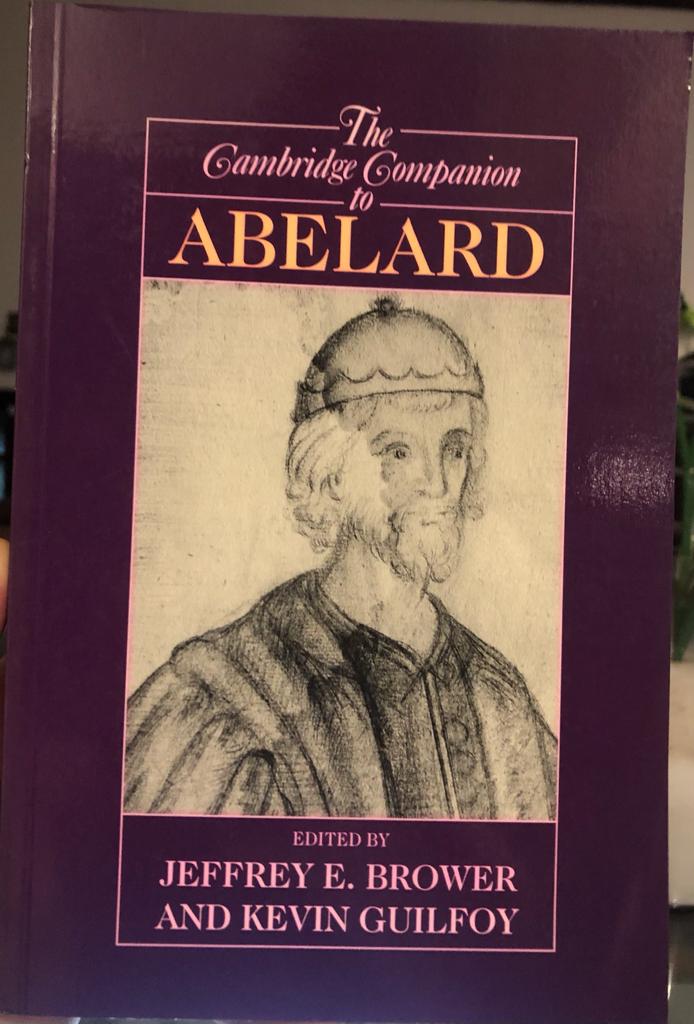 The
Cambridge Companion
to
ABELARD
EDITED BY
JEFFREY E. BROWER
AND KEVIN GUILFOY